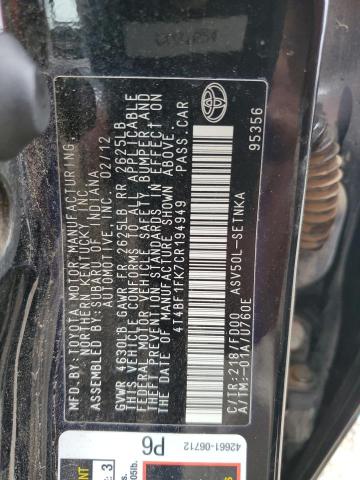 MFD.BY:TOYOTA MOTOR MANUFACTURING,
INDIANA, INC.
ASSEMBLED BY:SUBARU OF INDIANA
AUTOMOTIVE, INC. 02/12
GVWR 4630LB GAWR FR 2625LB RR 2625LB
THIS VEHICLE CONFORMS TO ALL APPLICABLE
FEDERAL MOTOR VEHICLE SAFETY, BUMPER AND
THEFT PREVENTION STANDARDS IN EFFECT ON
THE DATE OF MANUFACTURE SHOWN ABOVE.
4T4BF1FK7CR194949 PASS.CAR
95356
ASV50L-SETNKA
C/TR:218/FD00
A/TM:-01A/U760E
TOYOTA
42661-06712
P6
3